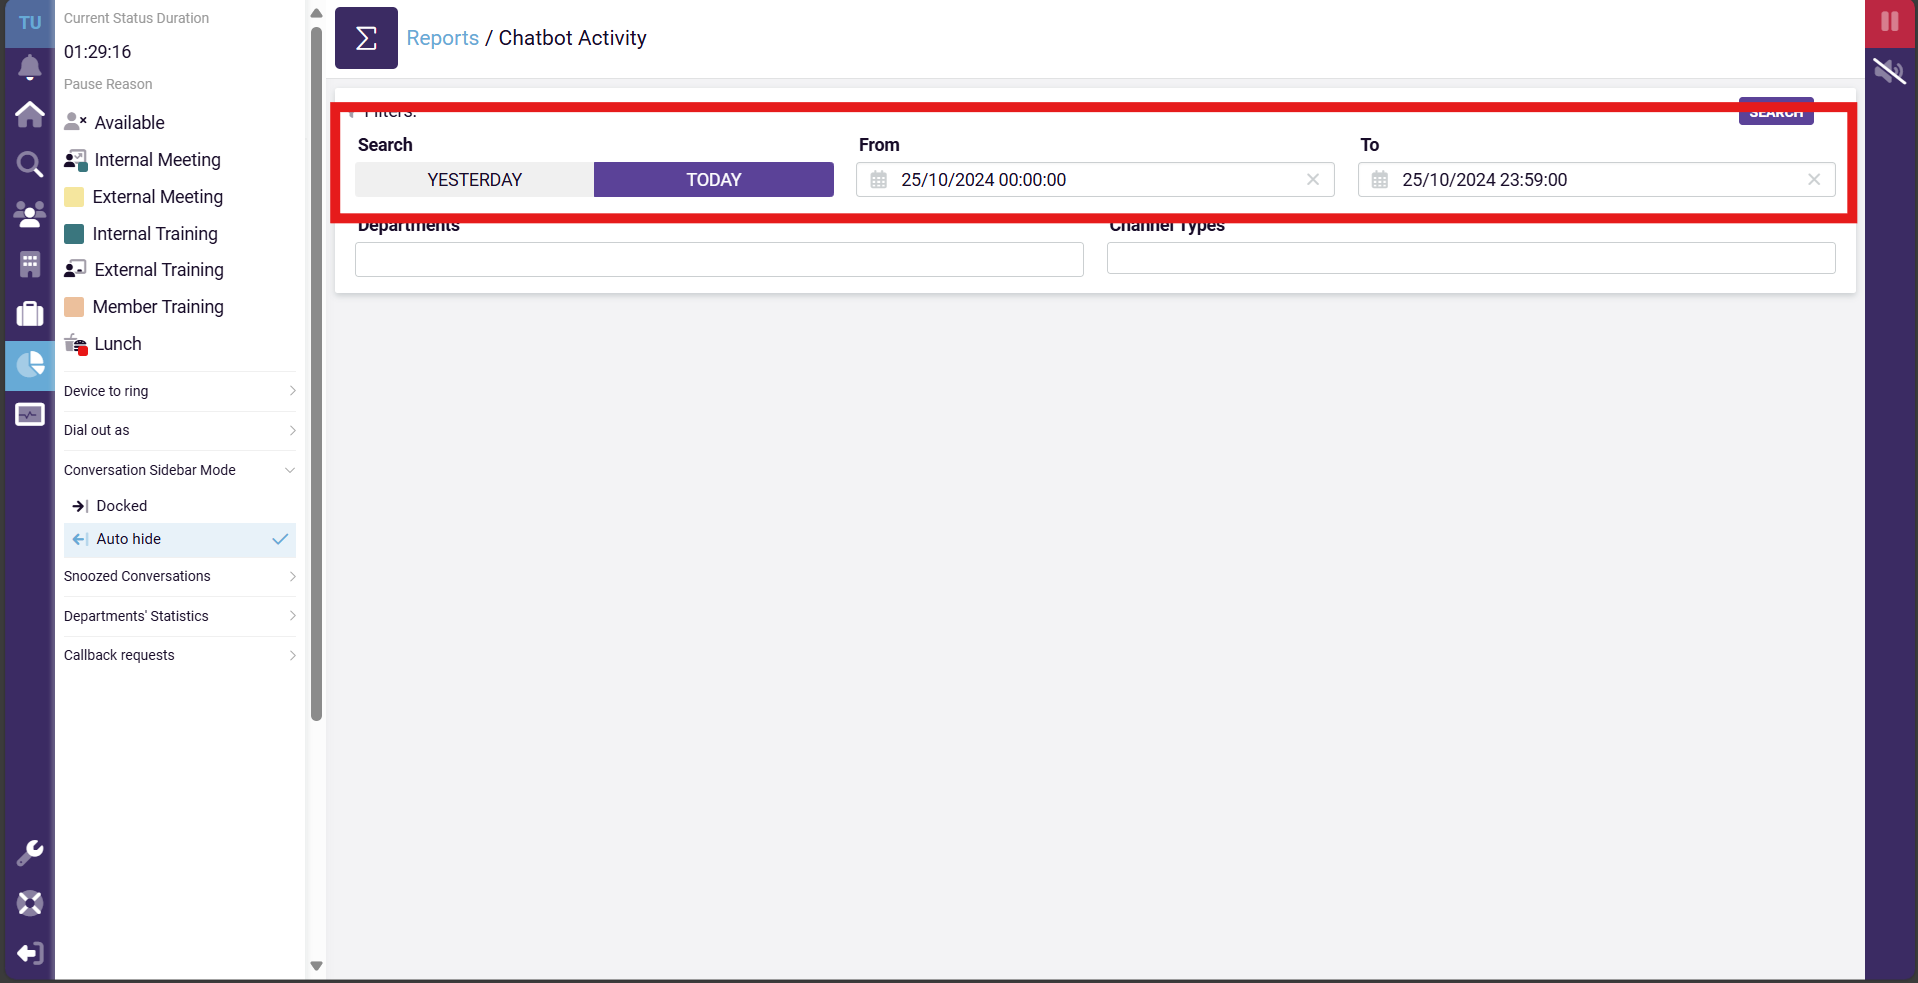 TU
Current Status Duration
01:29:16
Pause Reason
Available
Internal Meeting
External Meeting
Internal Training
External Training
Member Training
Lunch
Device to ring
Dial out as
Conversation Sidebar Mode
Docked
Auto hide
Snoozed Conversations
Departments' Statistics
Callback requests
Reports / Chatbot Activity
Filters:
SEARCH
Search
From
To
YESTERDAY
TODAY
25/10/2024 00:00:00
25/10/2024 23:59:00
Departments
Channel Types